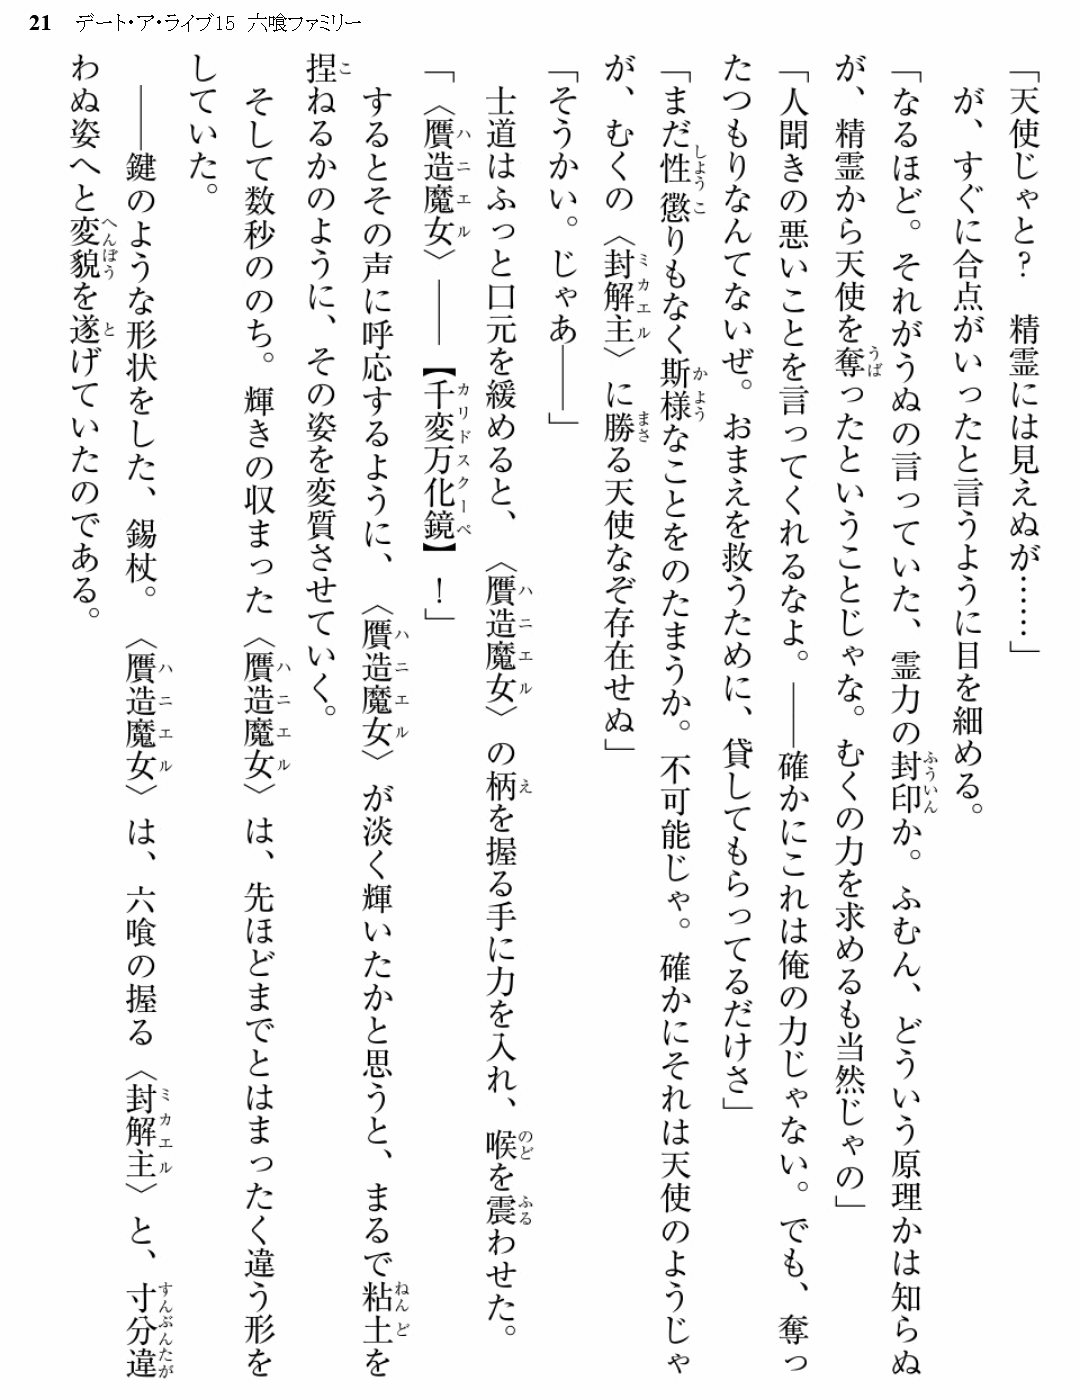 21　デート・ア・ライブ15　六喰ファミリー
「天使じゃと？　精霊には見えぬが……」
が、すぐに合点がいったと言うように目を細める。
「なるほど。それがうぬの言っていた、霊力の封印か。ふむん、どういう原理かは知らぬ
が、精霊から天使を奪ったということじゃな。むくの力を求めるも当然じゃの」
「人聞きの悪いことを言ってくれるなよ。――確かにこれは俺の力じゃない。でも、奪っ
たつもりなんてないぜ。おまえを救うために、貸してもらってるだけさ」
「まだ性懲りもなく斯様なことをのたまうか。不可能じゃ。確かにそれは天使のようじゃ
が、むくの〈封解主〉に勝る天使なぞ存在せぬ」
「そうかい。じゃあ――」
士道はふっと口元を緩めると、〈贋造魔女〉の柄を握る手に力を入れ、喉を震わせた。
「〈贋造魔女〉――【千変万化鏡】！」
するとその声に呼応するように、〈贋造魔女〉が淡く輝いたかと思うと、まるで粘土を
捏ねるかのように、その姿を変質させていく。
そして数秒ののち。輝きの収まった〈贋造魔女〉は、先ほどまでとはまったく違う形を
していた。
――鍵のような形状をした、錫杖。〈贋造魔女〉は、六喰の握る〈封解主〉と、寸分違
わぬ姿へと変貌を遂げていたのである。